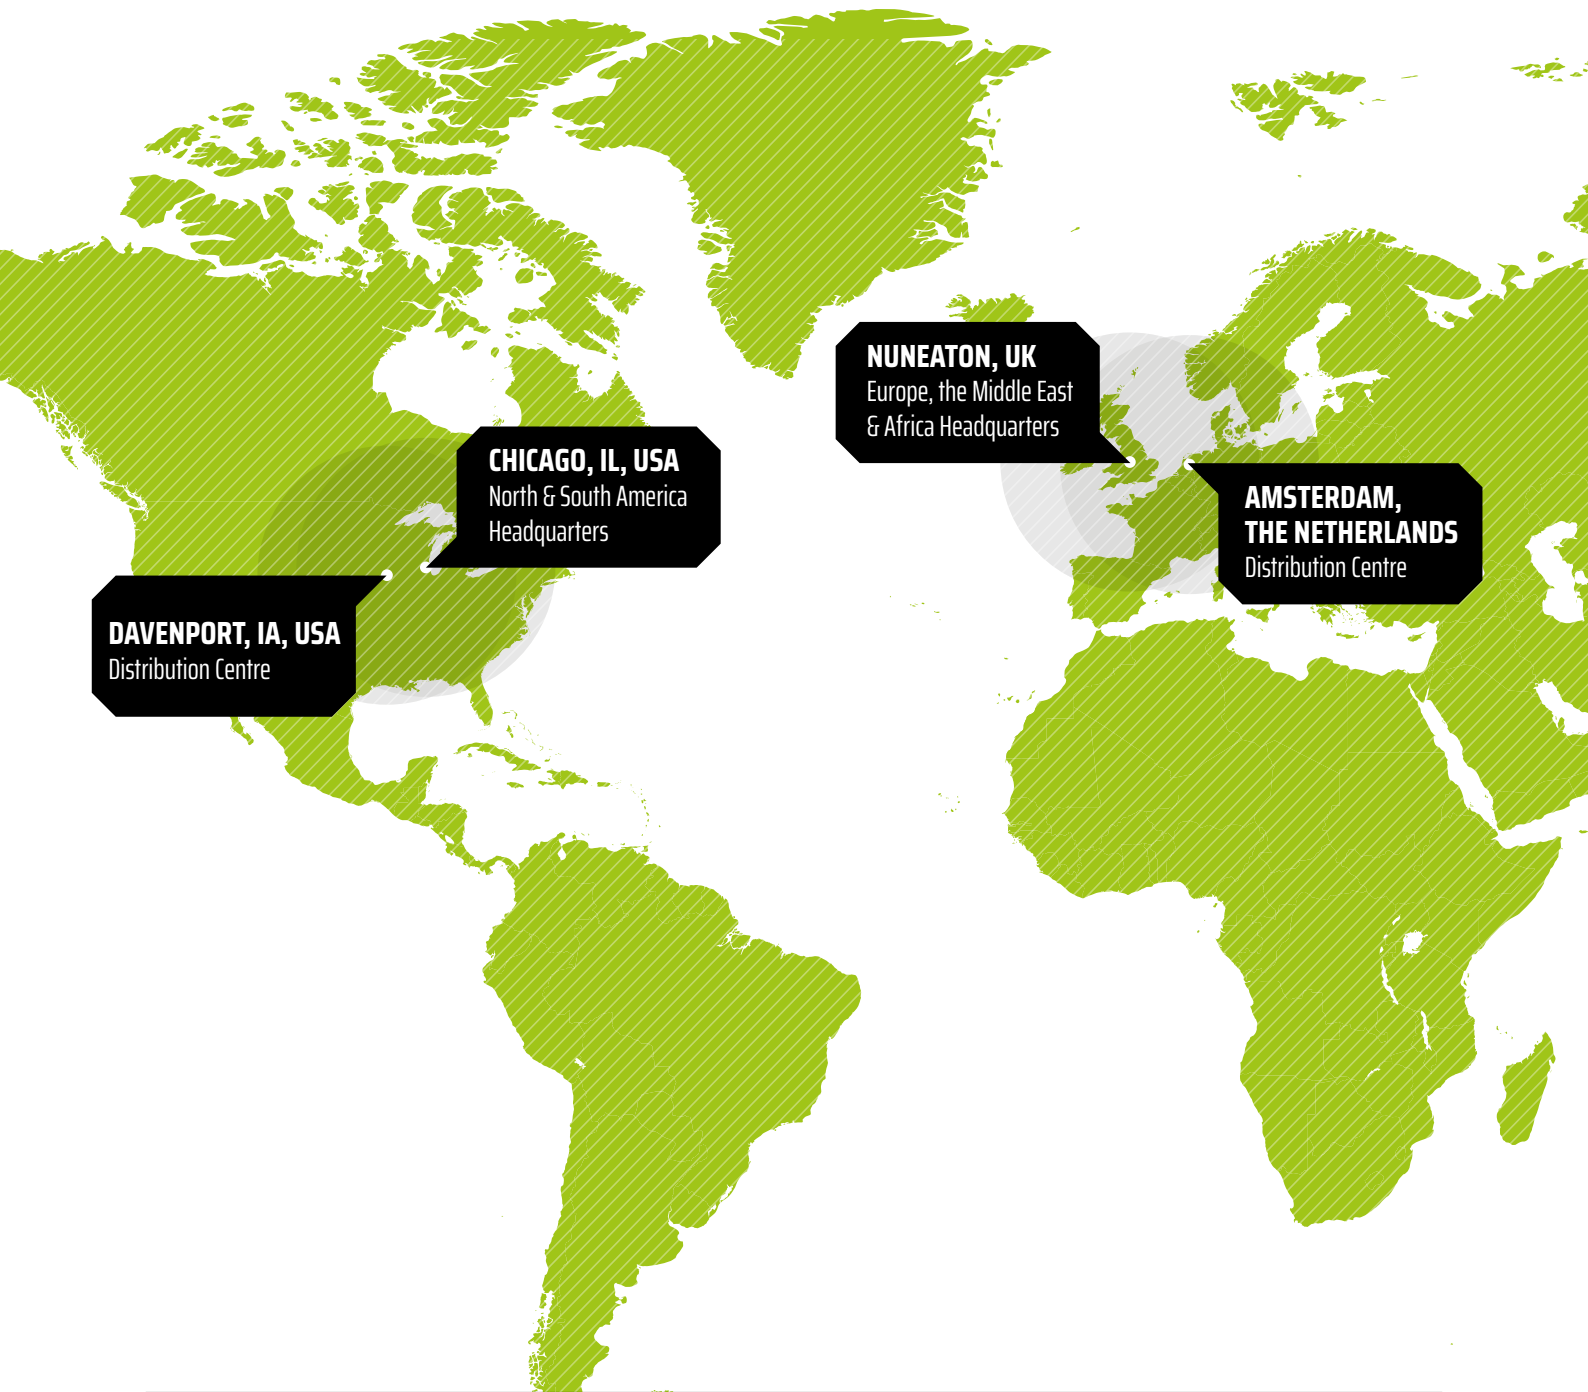 NUNEATON, UK
Europe, the Middle East
& Africa Headquarters
CHICAGO, IL, USA
North & South America
Headquarters
AMSTERDAM,
THE NETHERLANDS
Distribution Centre
DAVENPORT, IA, USA
Distribution Centre